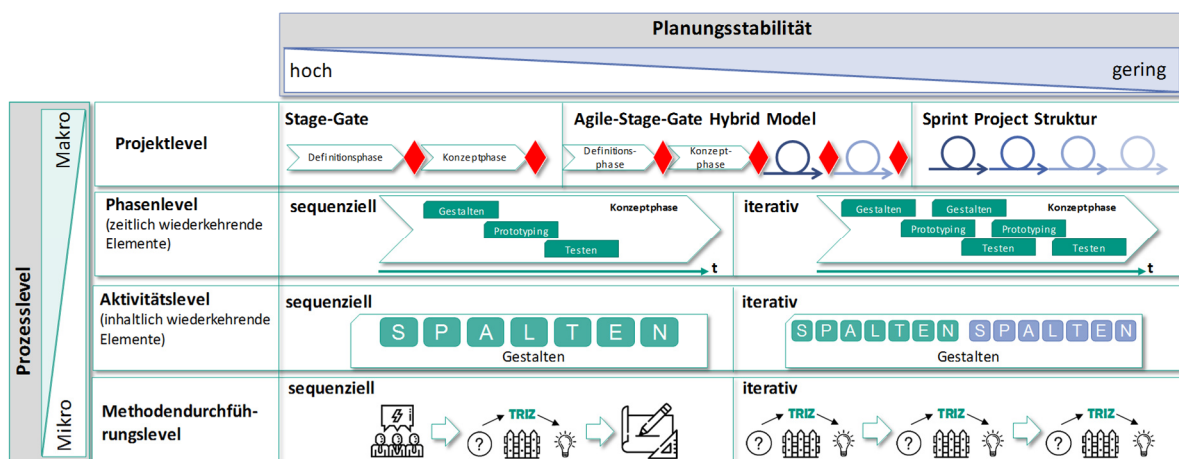 Planungsstabilität
hoch
gering
Prozesslevel
Makro
Mikro
Projektlevel
Stage-Gate
Definitionsphase
Konzeptphase
Agile-Stage-Gate Hybrid Model
Definitions-
phase
Konzept-
phase
Sprint Project Struktur
Phasenlevel
(zeitlich wiederkehrende
Elemente)
sequenziell
Konzeptphase
Gestalten
Prototyping
Testen
t
iterativ
Konzeptphase
Gestalten
Gestalten
Prototyping
Prototyping
Testen
Testen
t
Aktivitätslevel
(inhaltlich wiederkehrende
Elemente)
sequenziell
S P A L T E N
Gestalten
iterativ
S P A L T E N S P A L T E N
Gestalten
Methodendurchfüh-
rungslevel
sequenziell
i
? TRIZ
iterativ
? TRIZ
? TRIZ
? TRIZ